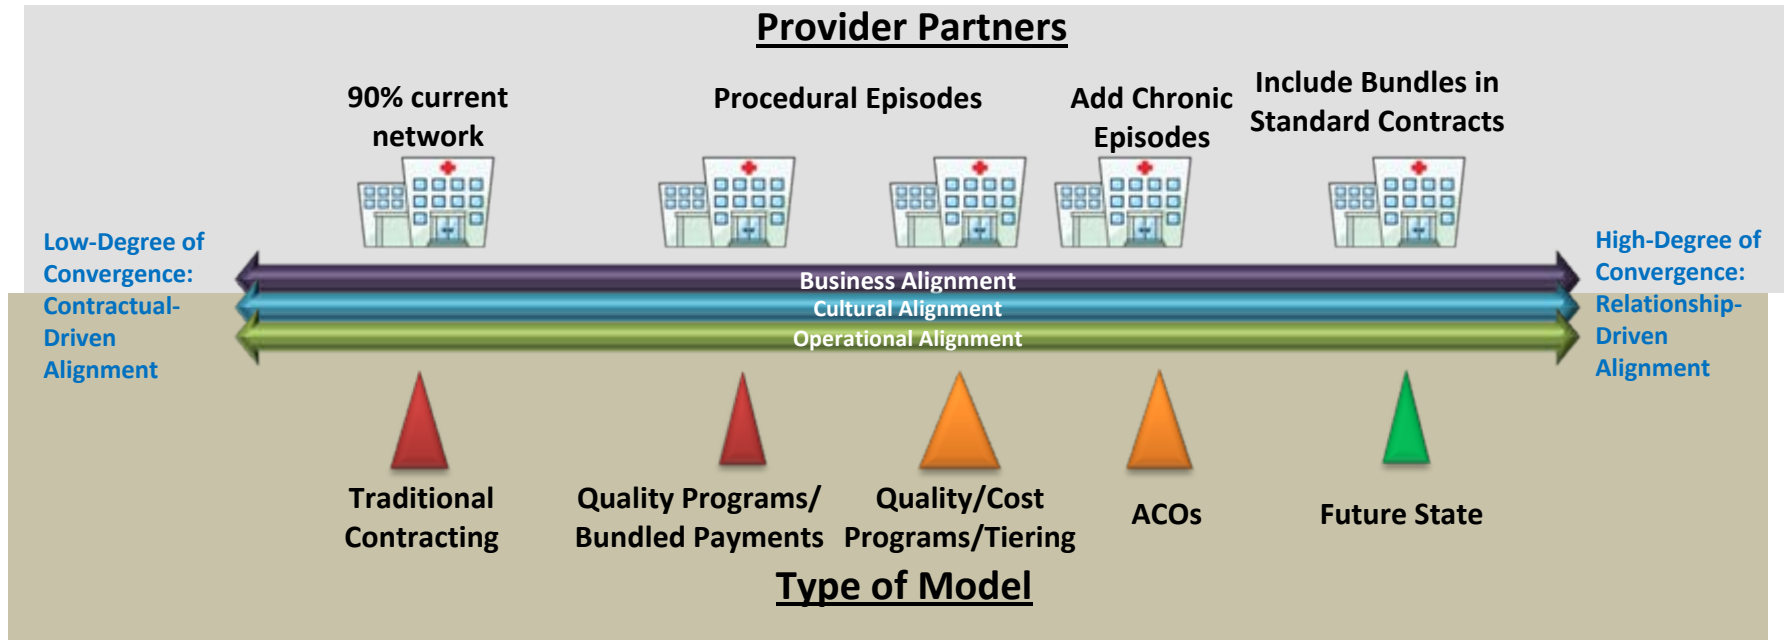 Provider Partners
90% current
network
Procedural Episodes
Add Chronic
Episodes
Include Bundles in
Standard Contracts
Low-Degree of
Convergence:
Contractual-
Driven
Alignment
Business Alignment
Cultural Alignment
Operational Alignment
High-Degree of
Convergence:
Relationship-
Driven
Alignment
Traditional
Contracting
Quality Programs/
Bundled Payments
Quality/Cost
Programs/Tiering
ACOs
Future State
Type of Model